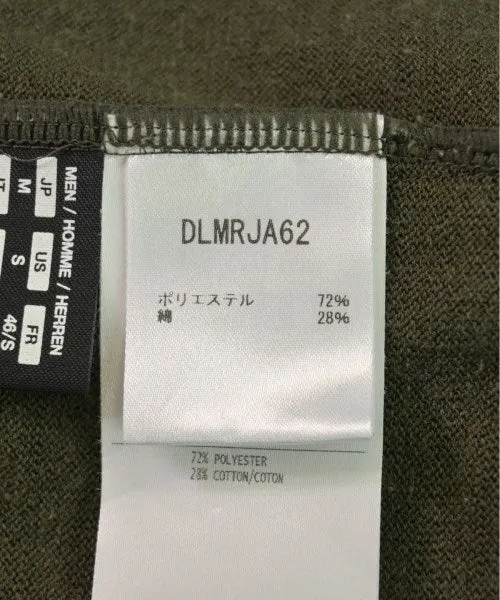 DLMRJA62
ポリエステル 72%
綿 28%
72% POLYESTER
28% COTTON/COTON
MEN / HOMME / HERREN
JP US FR
M S 46/S
IT